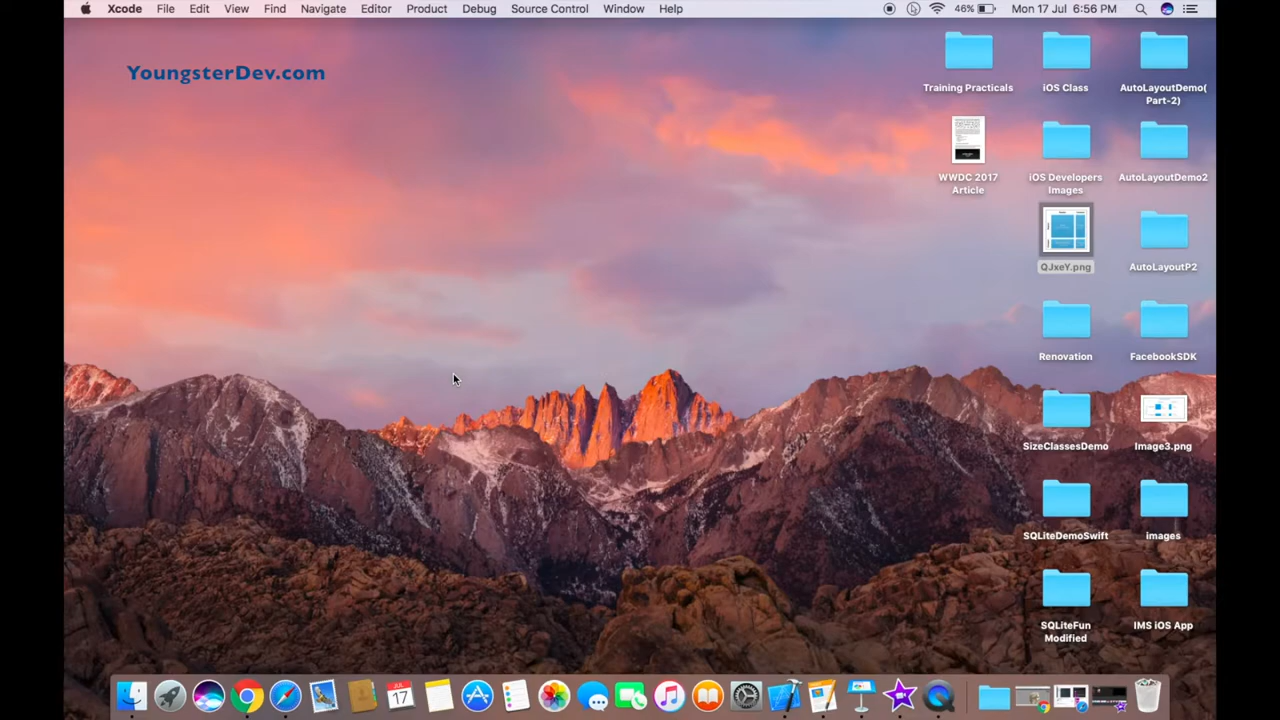 Xcode File Edit View Find Navigate Editor Product Debug Source Control Window Help 46% Mon 17 Jul 6:56 PM
YoungsterDev.com
Training Practicals
iOS Class
AutoLayoutDemo(
Part-2)
WWDC 2017
Article
iOS Developers
Images
AutoLayoutDemo2
QJxeY.png
AutoLayoutP2
Renovation
FacebookSDK
SizeClassesDemo
Image3.png
SQLiteDemoSwift
images
SQLiteFun
Modified
IMS iOS App
JUL
17